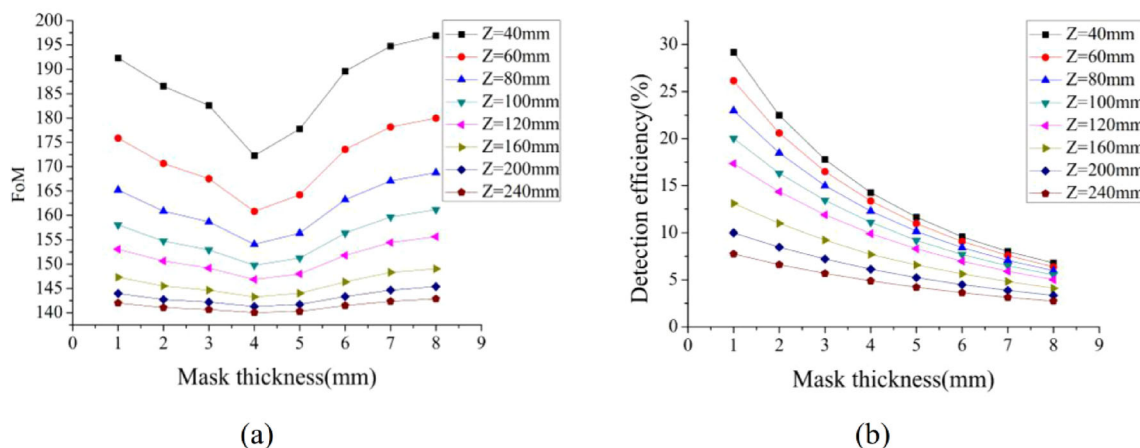 200
195
190
185
180
175
170
165
160
155
150
145
140
FoM
0 1 2 3 4 5 6 7 8 9
Mask thickness(mm)
Z=40mm
Z=60mm
Z=80mm
Z=100mm
Z=120mm
Z=160mm
Z=200mm
Z=240mm
(a)
30
25
20
15
10
5
0
Detection efficiency(%)
0 1 2 3 4 5 6 7 8 9
Mask thickness(mm)
Z=40mm
Z=60mm
Z=80mm
Z=100mm
Z=120mm
Z=160mm
Z=200mm
Z=240mm
(b)